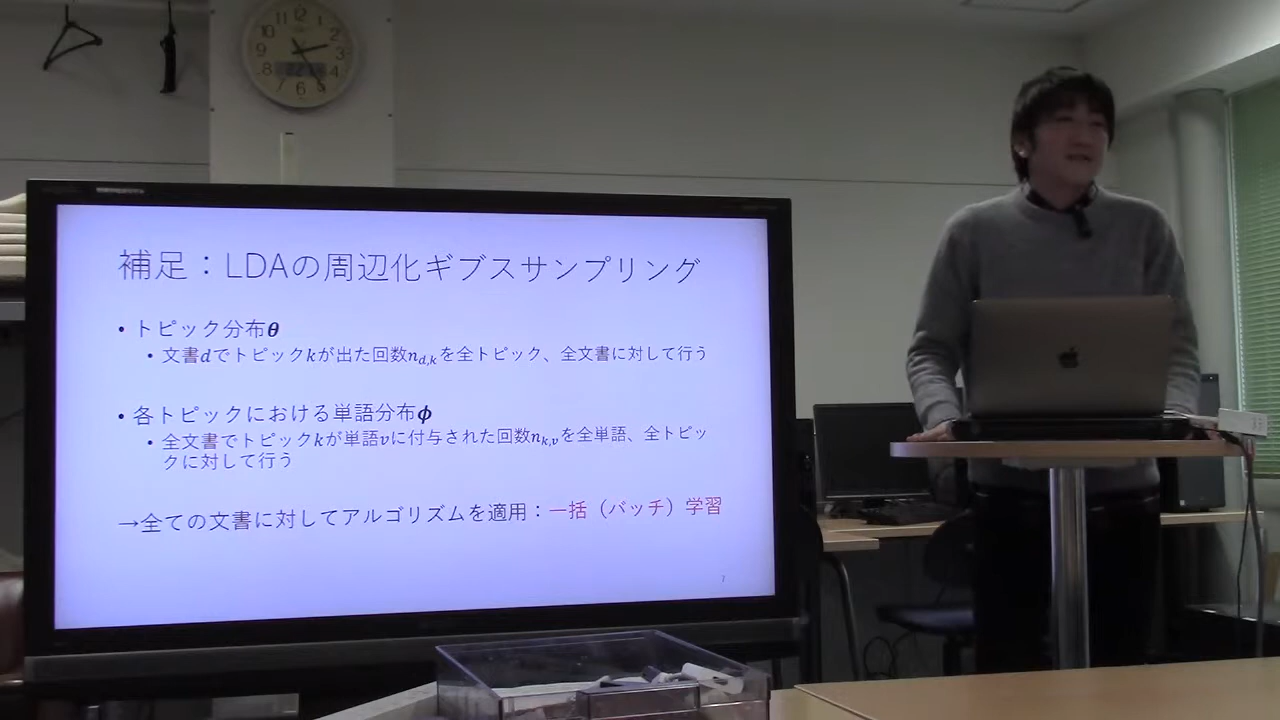 補足：LDAの周辺化ギブスサンプリング
• トピック分布θ
• 文書dでトピックkが出た回数n_{d,k}を全トピック、全文書に対して行う
• 各トピックにおける単語分布ϕ
• 全文書でトピックkが単語vに付与された回数n_{k,v}を全単語、全トピッ
クに対して行う
→全ての文書に対してアルゴリズムを適用：一括（バッチ）学習
7